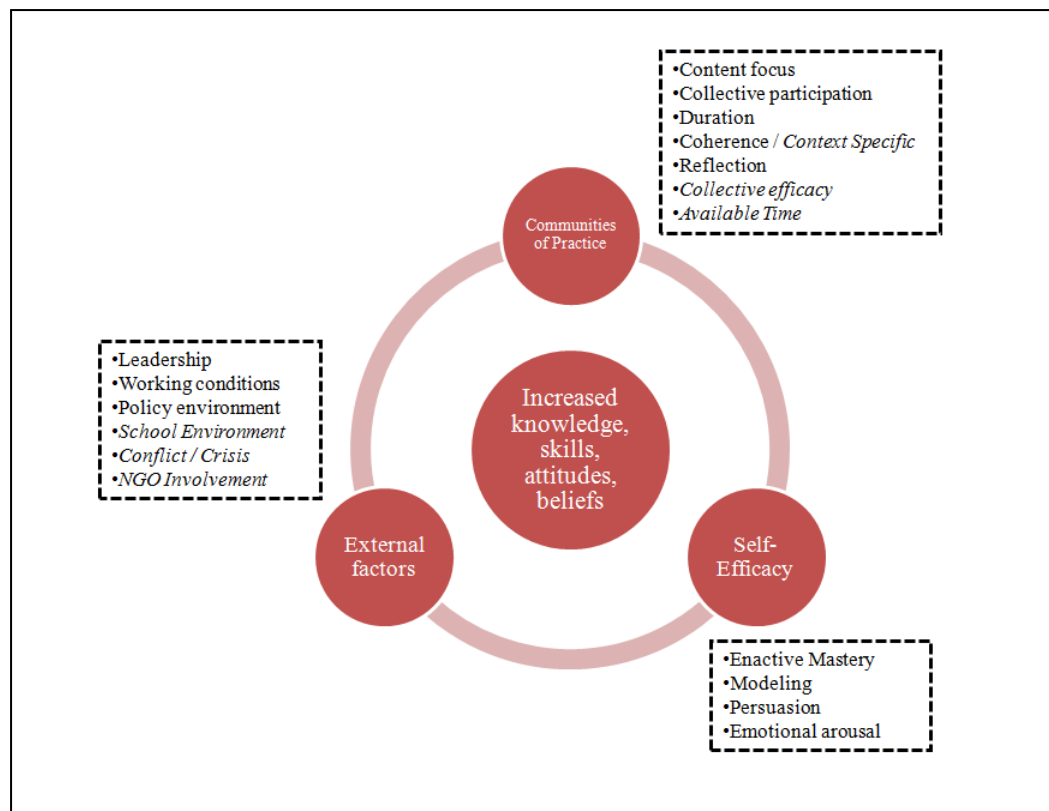 •Content focus
•Collective participation
•Duration
•Coherence / Context Specific
•Reflection
•Collective efficacy
•Available Time
Communities
of Practice
•Leadership
•Working conditions
•Policy environment
•School Environment
•Conflict / Crisis
•NGO Involvement
Increased
knowledge,
skills,
attitudes,
beliefs
External
factors
Self-
Efficacy
•Enactive Mastery
•Modeling
•Persuasion
•Emotional arousal